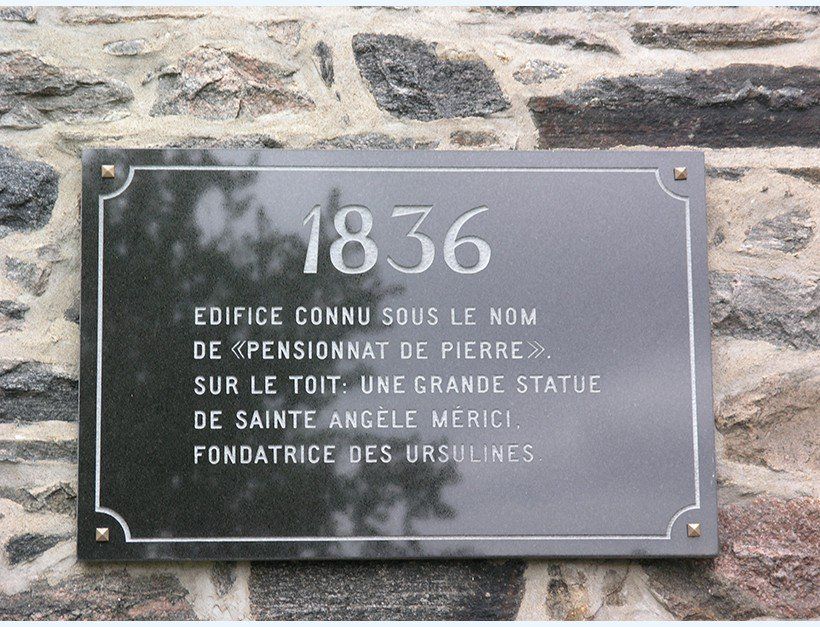 1836
EDIFICE CONNU SOUS LE NOM
DE «PENSIONNAT DE PIERRE».
SUR LE TOIT: UNE GRANDE STATUE
DE SAINTE ANGÈLE MÉRICI,
FONDATRICE DES URSULINES.